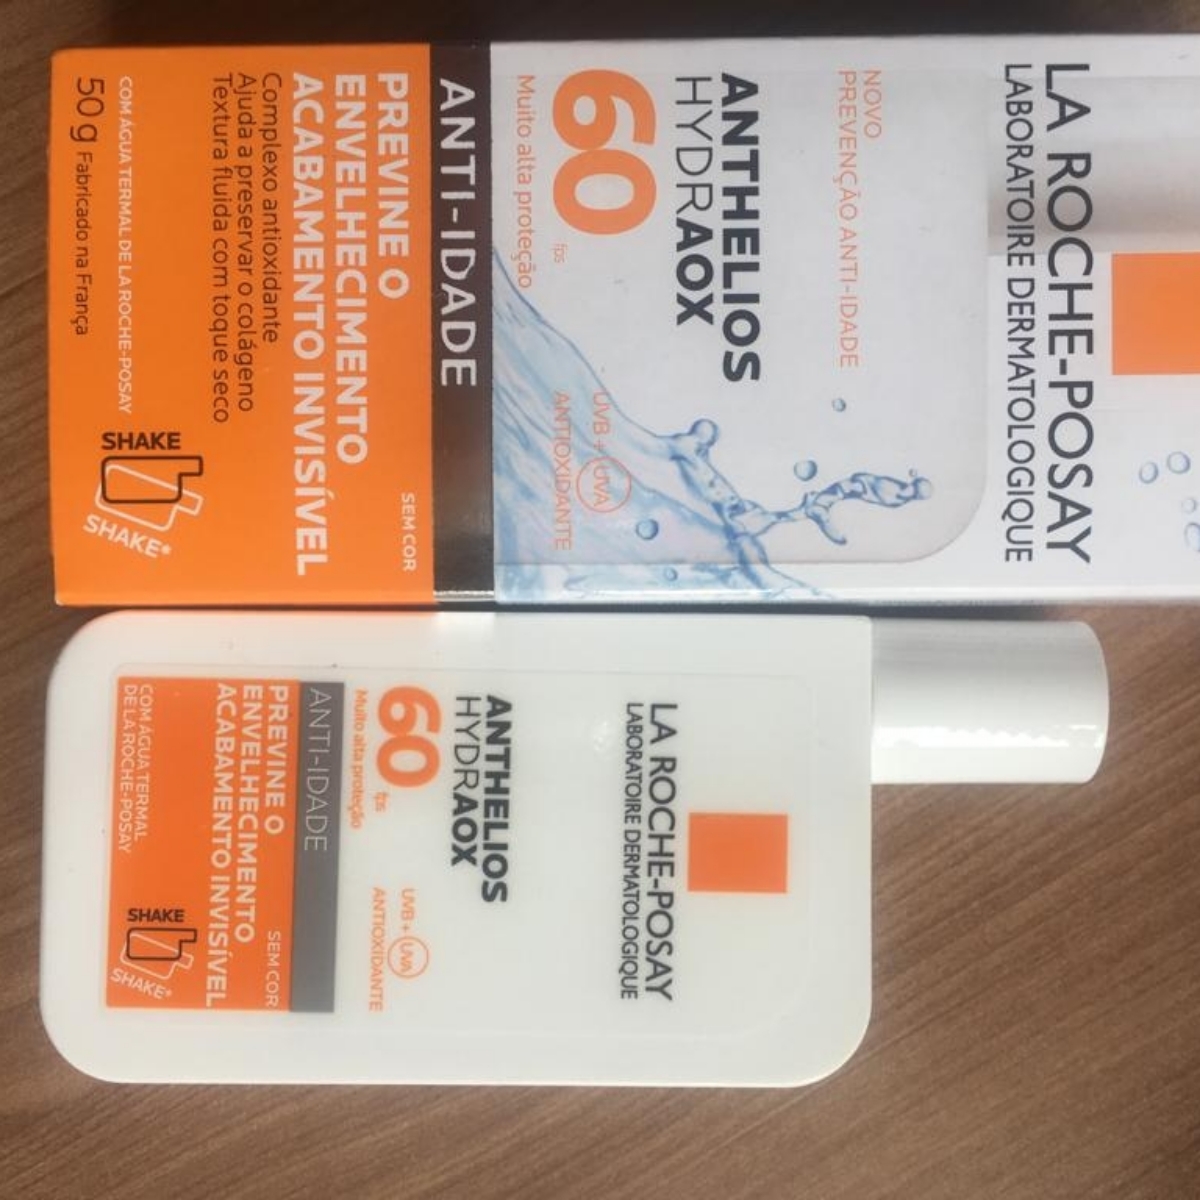 LA ROCHE-POSAY
LABORATOIRE DERMATOLOGIQUE
NOVO
PREVENÇÃO ANTI-IDADE
ANTHELIOS
HYDRAOX
60
fps
Muito alta proteção
UVB + UVA
ANTIOXIDANTE
ANTI-IDADE
SEM COR
PREVINE O
ENVELHECIMENTO
ACABAMENTO INVISÍVEL
Complexo antioxidante
Ajuda a preservar o colágeno
Textura fluida com toque seco
COM ÁGUA TERMAL DE LA ROCHE-POSAY
50 g Fabricado na França
SHAKE
SHAKE*
LA ROCHE-POSAY
LABORATOIRE DERMATOLOGIQUE
ANTHELIOS
HYDRAOX
60
fps
Muito alta proteção
UVB + UVA
ANTIOXIDANTE
ANTI-IDADE
SEM COR
PREVINE O
ENVELHECIMENTO
ACABAMENTO INVISÍVEL
COM ÁGUA TERMAL
DE LA ROCHE-POSAY
SHAKE
SHAKE*